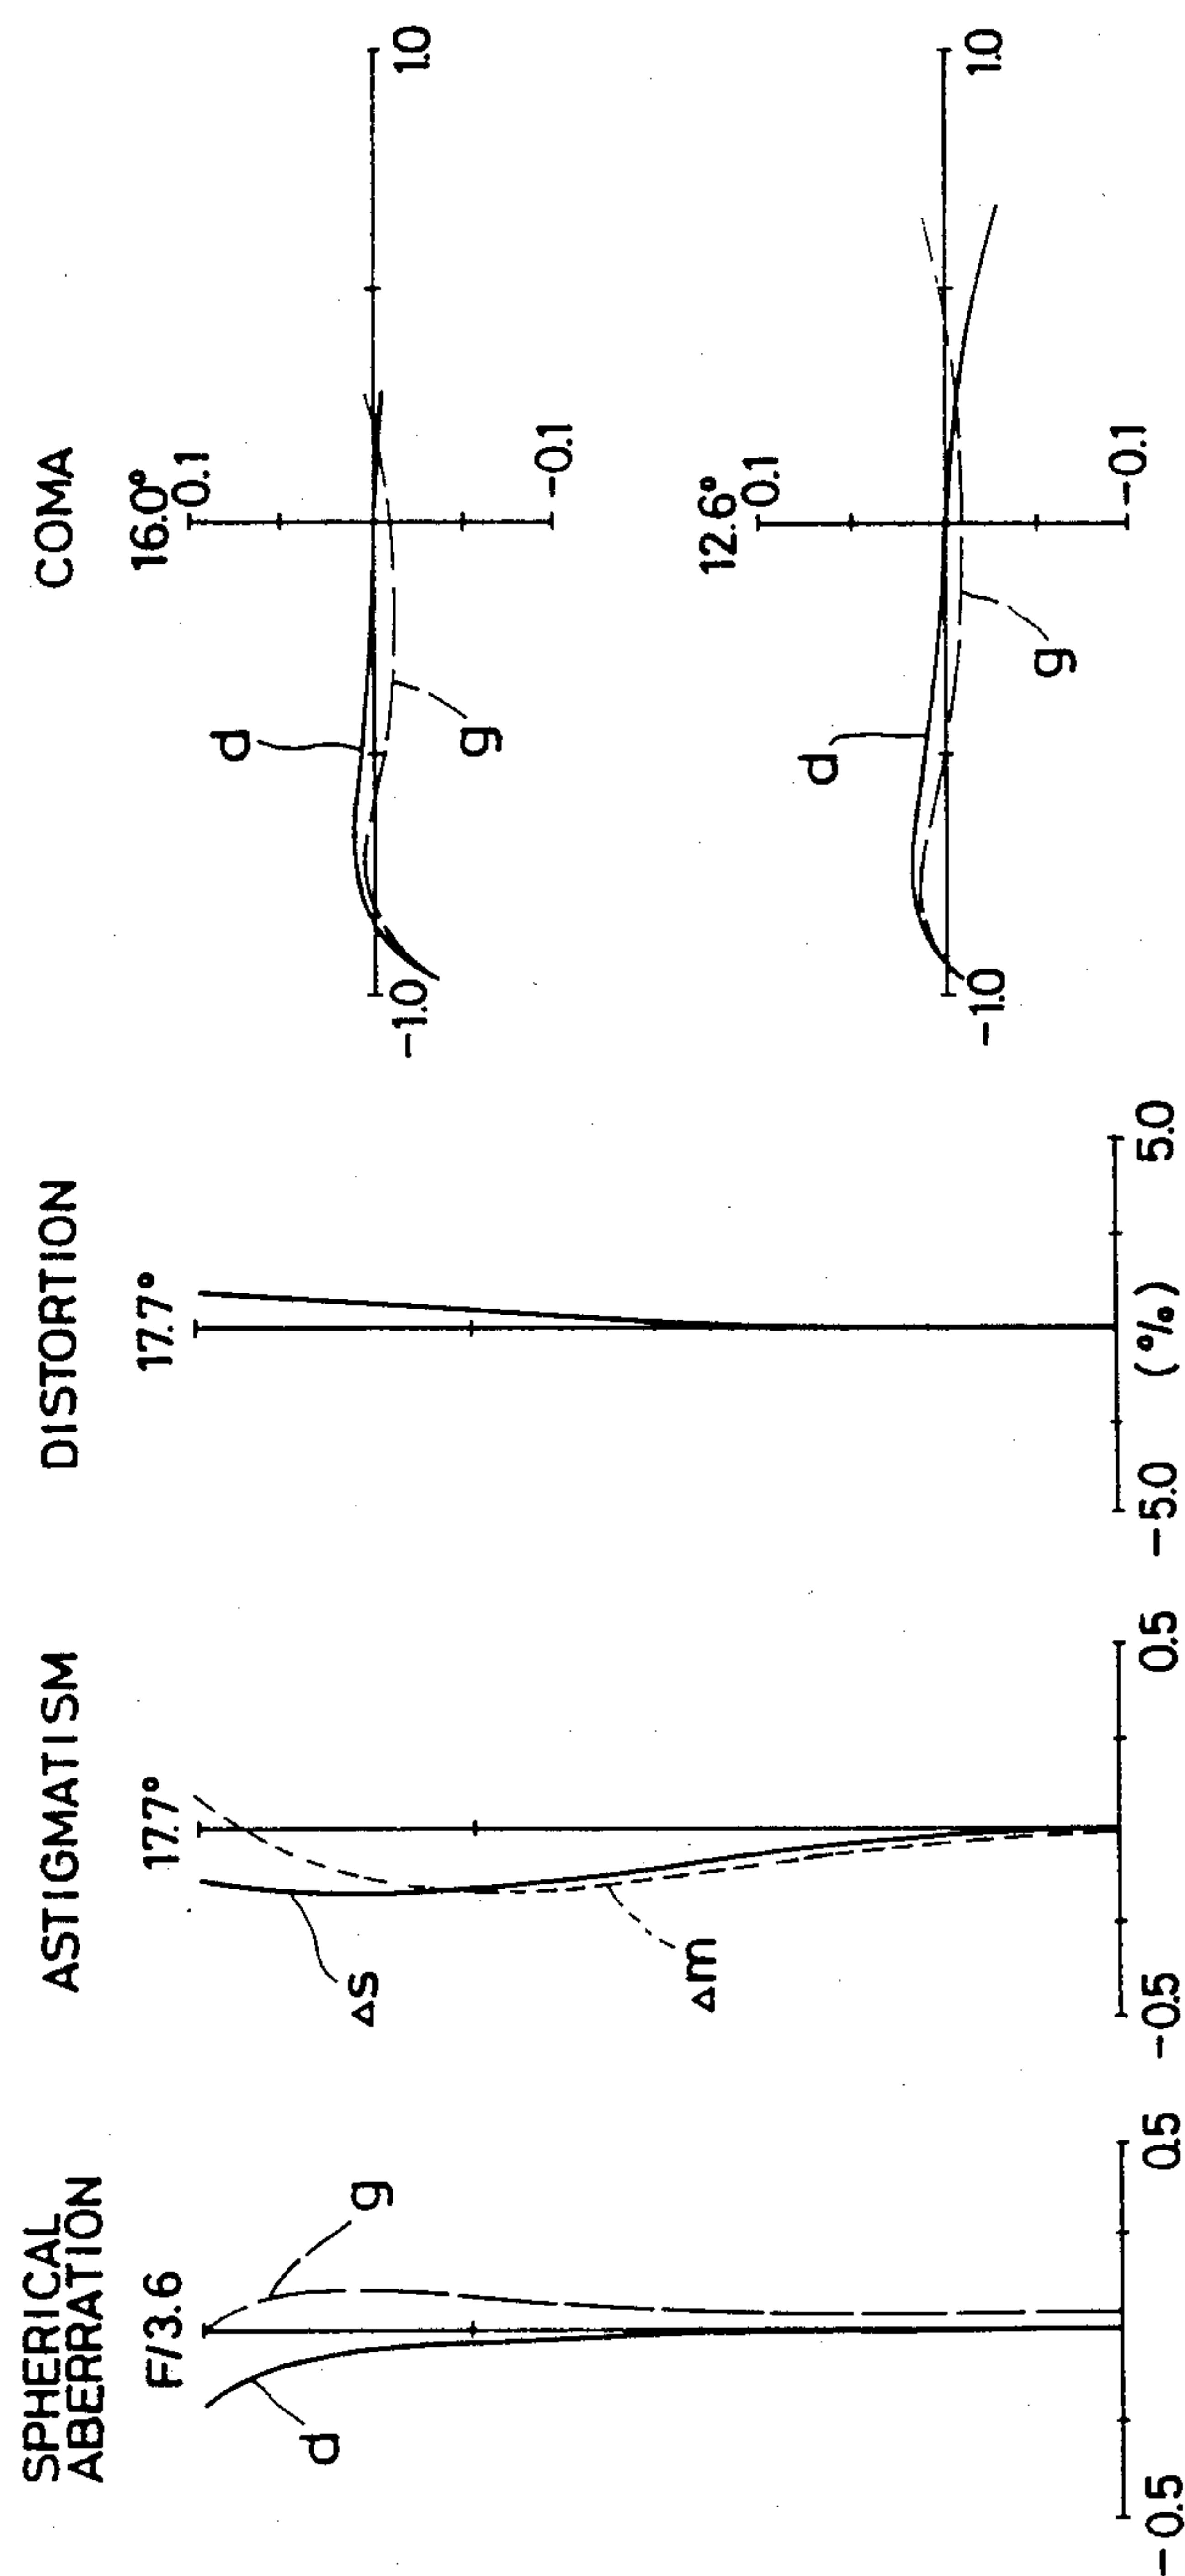 SPHERICAL
ABERRATION
F/3.6
d
g
-0.5
0.5
ASTIGMATISM
17.7°
ΔS
Δm
-0.5
0.5
DISTORTION
17.7°
-5.0
(%)
5.0
COMA
16.0°
0.1
d
g
-1.0
1.0
-0.1
12.6°
0.1
d
g
-1.0
1.0
-0.1